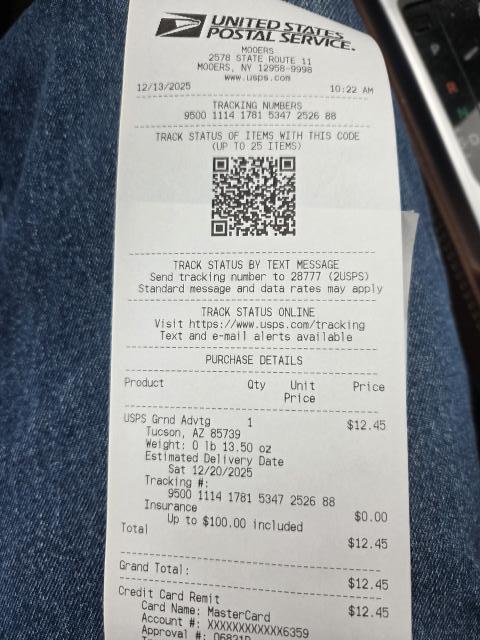 UNITED STATES
POSTAL SERVICE®
MOOERS
2578 STATE ROUTE 11
MOOERS, NY 12958-9998
www.usps.com
12/13/2025 10:22 AM
TRACKING NUMBERS
9500 1114 1781 5347 2526 88
TRACK STATUS OF ITEMS WITH THIS CODE
(UP TO 25 ITEMS)
TRACK STATUS BY TEXT MESSAGE
Send tracking number to 28777 (2USPS)
Standard message and data rates may apply
TRACK STATUS ONLINE
Visit https://www.usps.com/tracking
Text and e-mail alerts available
PURCHASE DETAILS
Product Qty Unit Price
Price
USPS Grnd Advtg 1 $12.45
Tucson, AZ 85739
Weight: 0 lb 13.50 oz
Estimated Delivery Date
Sat 12/20/2025
Tracking #:
9500 1114 1781 5347 2526 88
Insurance $0.00
Up to $100.00 included
Total $12.45
Grand Total: $12.45
Credit Card Remit $12.45
Card Name: MasterCard
Account #: XXXXXXXXXXXX6359
Approval #: